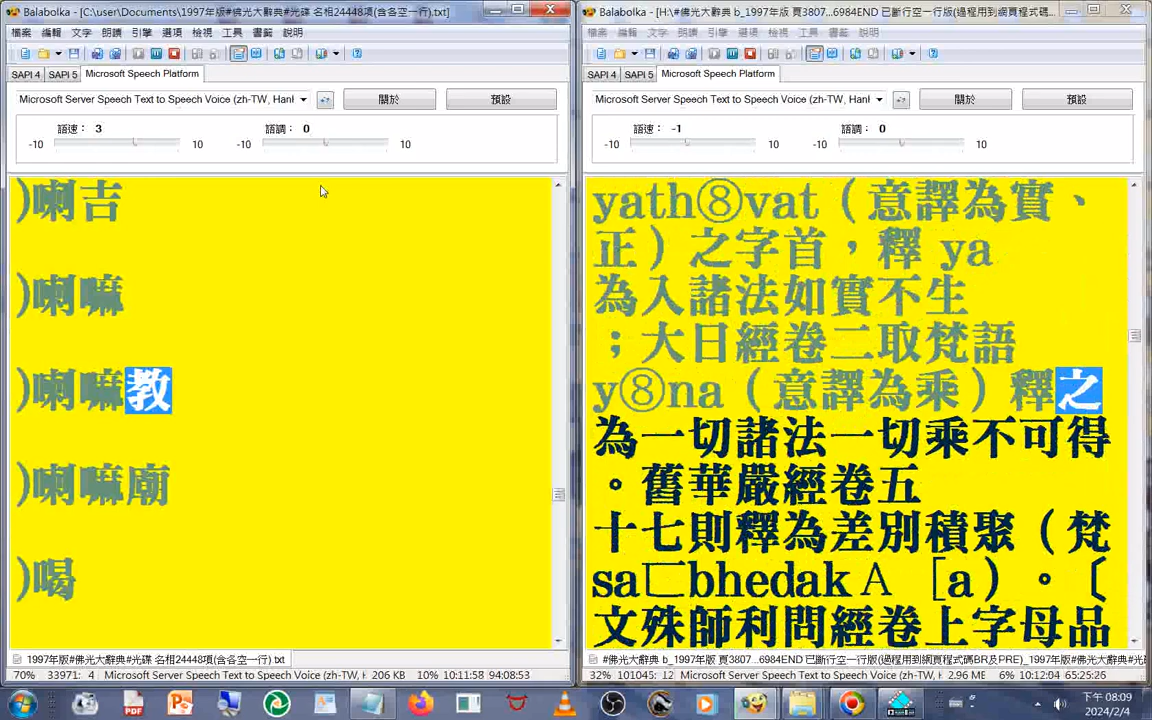 Balabolka - [C:\user\Documents\1997年版#佛光大辭典#光碟 名相24448項(含各空一行).txt]
檔案 編輯 文字 朗讀 引擎 選項 檢視 工具 書籤 說明
SAPI 4 SAPI 5 Microsoft Speech Platform
Microsoft Server Speech Text to Speech Voice (zh-TW, HanH
關於 預設
語速： 3 語調： 0
-10 10 -10 10
)喇吉
)喇嘛
)喇嘛教
)喇嘛廟
)喝
1997年版#佛光大辭典#光碟 名相24448項(含各空一行).txt
70% 33971: 4 Microsoft Server Speech Text to Speech Voice (zh-TW, H 206 KB 10% 10:11:58 94:08:53
Balabolka - [H:\#佛光大辭典 b_1997年版 頁3807...6984END 已斷行空一行版(過程用到網頁程式碼...
檔案 編輯 文字 朗讀 引擎 選項 檢視 工具 書籤 說明
SAPI 4 SAPI 5 Microsoft Speech Platform
Microsoft Server Speech Text to Speech Voice (zh-TW, HanH
關於 預設
語速： -1 語調： 0
-10 10 -10 10
yath⑧vat（意譯為實、
正）之字首，釋 ya
為入諸法如實不生
；大日經卷二取梵語
y⑧na（意譯為乘）釋之
為一切諸法一切乘不可得
。舊華嚴經卷五
十七則釋為差別積聚（梵
sa匚bhedakＡ［a）。〔
文殊師利問經卷上字母品
#佛光大辭典 b_1997年版 頁3807...6984END 已斷行空一行版(過程用到網頁程式碼BR及PRE)_1997年版#光
32% 101045: 12 Microsoft Server Speech Text to Speech Voice (zh-TW, H 2.96 ME 6% 10:12:04 65:25:26
下午 08:09
2024/2/4